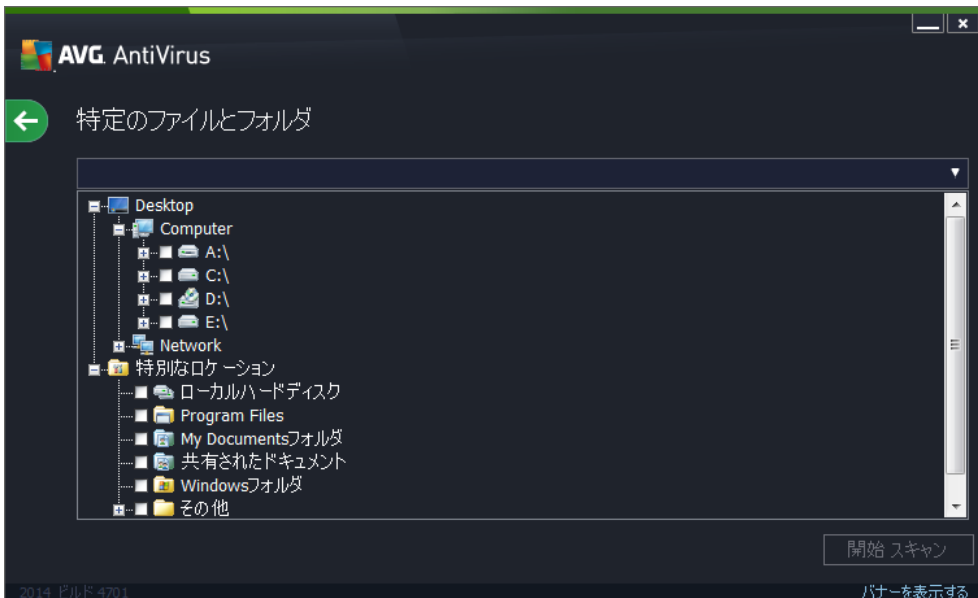 AVG. AntiVirus
特定のファイルとフォルダ
Desktop
Computer
A:\
C:\
D:\
E:\
Network
特別なロケーション
ローカルハードディスク
Program Files
My Documentsフォルダ
共有されたドキュメント
Windowsフォルダ
その他
開始 スキャン
2014 ビルド 4701
バナーを表示する